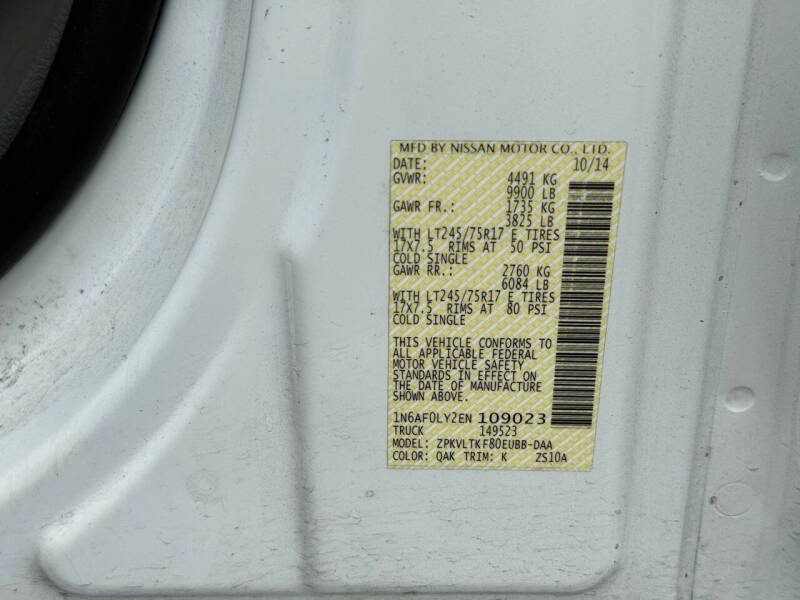 MFD BY NISSAN MOTOR CO., LTD.
DATE: 10/14
GVWR: 4491 KG
9900 LB
GAWR FR.: 1735 KG
3825 LB
WITH LT245/75R17 E TIRES
17X7.5 RIMS AT 50 PSI
COLD SINGLE
GAWR RR.: 2760 KG
6084 LB
WITH LT245/75R17 E TIRES
17X7.5 RIMS AT 80 PSI
COLD SINGLE
THIS VEHICLE CONFORMS TO
ALL APPLICABLE FEDERAL
MOTOR VEHICLE SAFETY
STANDARDS IN EFFECT ON
THE DATE OF MANUFACTURE
SHOWN ABOVE.
1N6AF0LY2EN 109023
TRUCK 149523
MODEL: ZPKVLTKF80EUBB-DAA
COLOR: QAK TRIM: K ZS10A